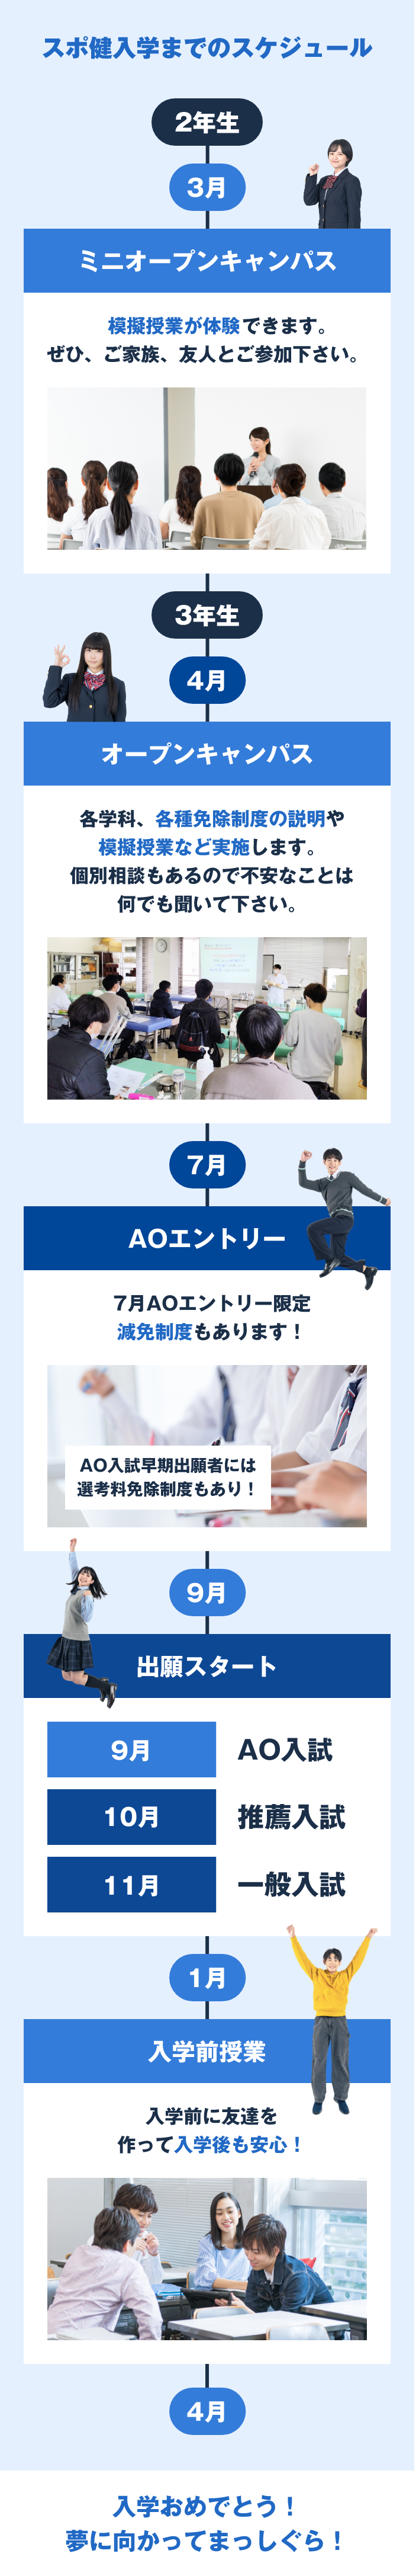 スポ健入学までのスケジュール
2年生
3月
ミニオープンキャンパス
模擬授業が体験できます。
ぜひ、ご家族、友人とご参加下さい。
3年生
4月
オープンキャンパス
各学科、各種免除制度の説明や
模擬授業など実施します。
個別相談もあるので不安なことは
何でも聞いて下さい。
7月
AOエントリー
7月AOエントリー限定
減免制度もあります！
AO入試早期出願者には
選考料免除制度もあり！
9月
出願スタート
9月 AO入試
10月 推薦入試
11月 一般入試
1月
入学前授業
入学前に友達を
作って入学後も安心！
4月
入学おめでとう！
夢に向かってまっしぐら！